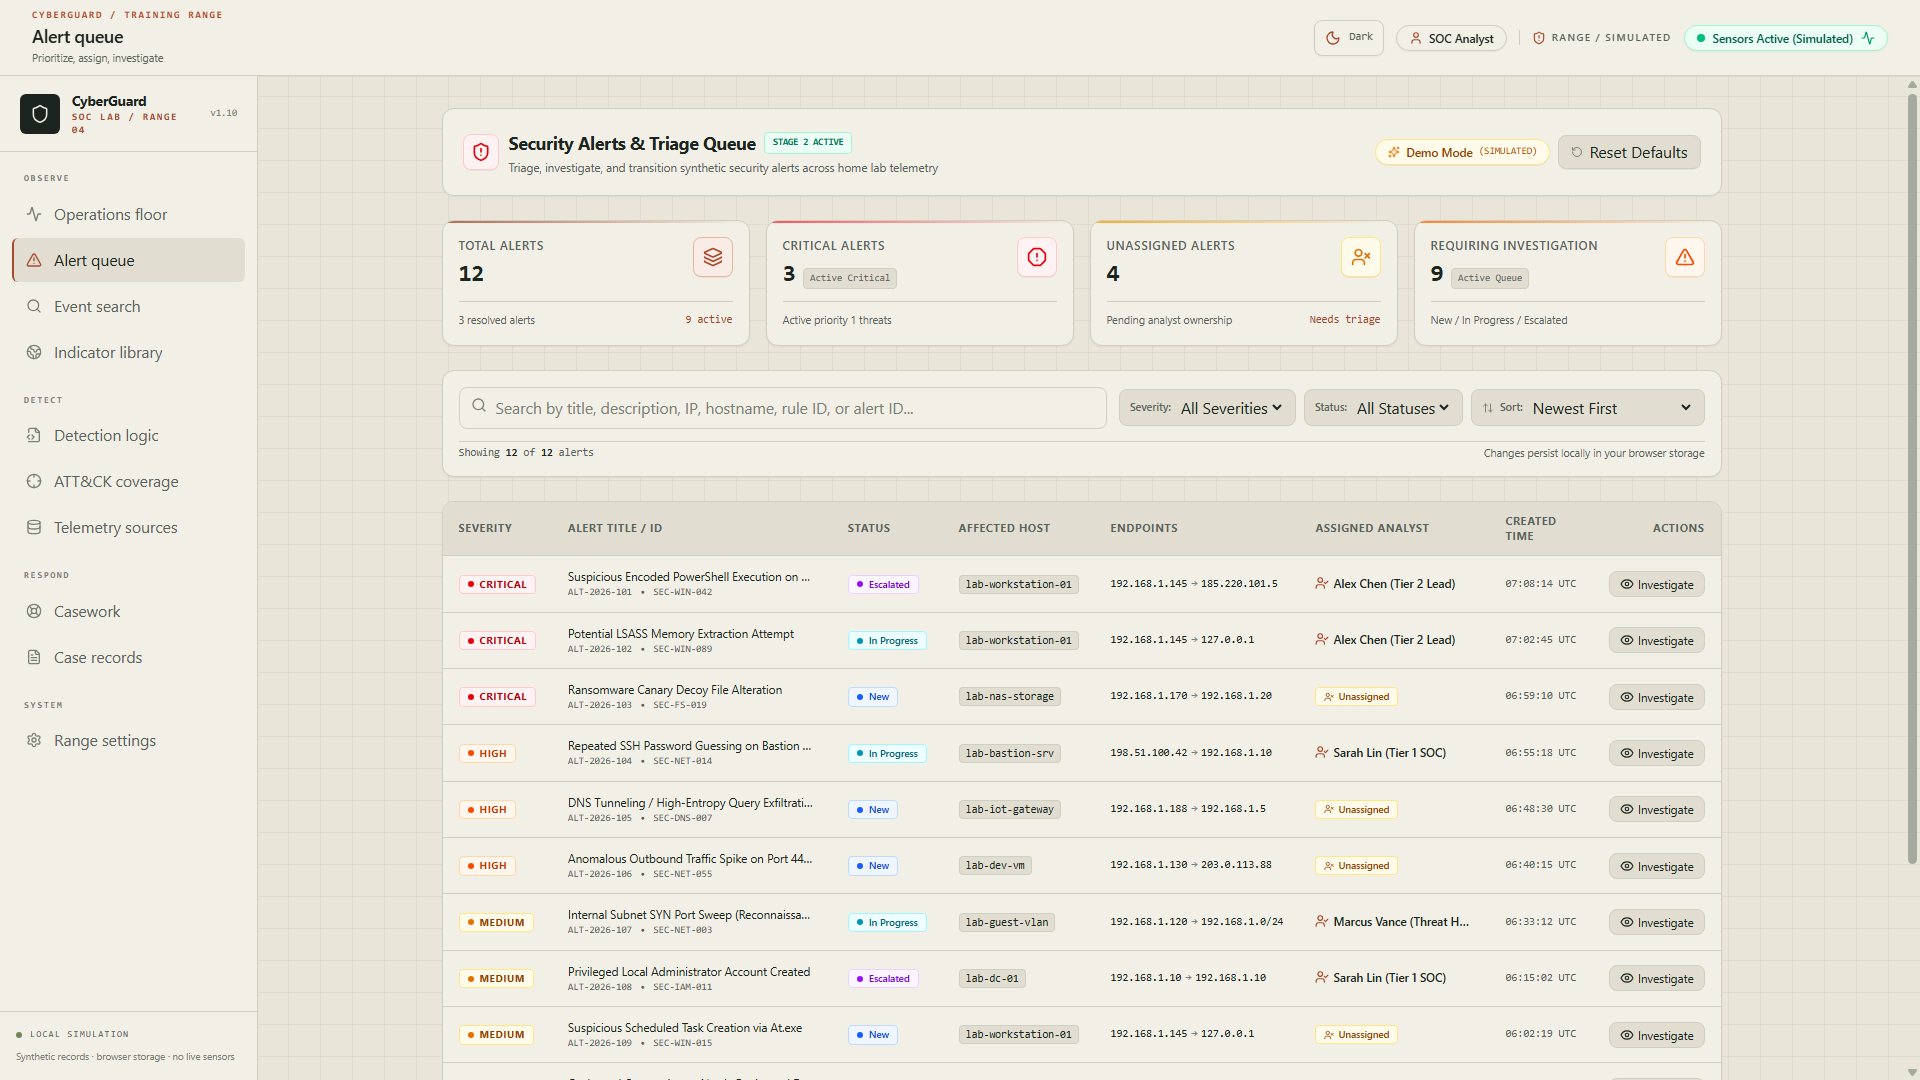 CYBERGUARD / TRAINING RANGE
Alert queue
Prioritize, assign, investigate
Dark
SOC Analyst
RANGE / SIMULATED
Sensors Active (Simulated)
CyberGuard
SOC LAB / RANGE
04
v1.10
OBSERVE
Operations floor
Alert queue
Event search
Indicator library
DETECT
Detection logic
ATT&CK coverage
Telemetry sources
RESPOND
Casework
Case records
SYSTEM
Range settings
LOCAL SIMULATION
Synthetic records · browser storage · no live sensors
Security Alerts & Triage Queue STAGE 2 ACTIVE
Triage, investigate, and transition synthetic security alerts across home lab telemetry
Demo Mode (SIMULATED)
Reset Defaults
TOTAL ALERTS
12
3 resolved alerts 9 active
CRITICAL ALERTS
3 Active Critical
Active priority 1 threats
UNASSIGNED ALERTS
4
Pending analyst ownership Needs triage
REQUIRING INVESTIGATION
9 Active Queue
New / In Progress / Escalated
Search by title, description, IP, hostname, rule ID, or alert ID...
Severity: All Severities
Status: All Statuses
Sort: Newest First
Showing 12 of 12 alerts
Changes persist locally in your browser storage
SEVERITY ALERT TITLE / ID STATUS AFFECTED HOST ENDPOINTS ASSIGNED ANALYST CREATED TIME ACTIONS
CRITICAL Suspicious Encoded PowerShell Execution on ... Escalated lab-workstation-01 192.168.1.145 → 185.220.101.5 Alex Chen (Tier 2 Lead) 07:08:14 UTC Investigate
ALT-2026-101 • SEC-WIN-042
CRITICAL Potential LSASS Memory Extraction Attempt In Progress lab-workstation-01 192.168.1.145 → 127.0.0.1 Alex Chen (Tier 2 Lead) 07:02:45 UTC Investigate
ALT-2026-102 • SEC-WIN-089
CRITICAL Ransomware Canary Decoy File Alteration New lab-nas-storage 192.168.1.170 → 192.168.1.20 Unassigned 06:59:10 UTC Investigate
ALT-2026-103 • SEC-FS-019
HIGH Repeated SSH Password Guessing on Bastion ... In Progress lab-bastion-srv 198.51.100.42 → 192.168.1.10 Sarah Lin (Tier 1 SOC) 06:55:18 UTC Investigate
ALT-2026-104 • SEC-NET-014
HIGH DNS Tunneling / High-Entropy Query Exfiltrati... New lab-iot-gateway 192.168.1.188 → 192.168.1.5 Unassigned 06:48:30 UTC Investigate
ALT-2026-105 • SEC-DNS-007
HIGH Anomalous Outbound Traffic Spike on Port 44... New lab-dev-vm 192.168.1.130 → 203.0.113.88 Unassigned 06:40:15 UTC Investigate
ALT-2026-106 • SEC-NET-055
MEDIUM Internal Subnet SYN Port Sweep (Reconnaissa... In Progress lab-guest-vlan 192.168.1.120 → 192.168.1.0/24 Marcus Vance (Threat H... 06:33:12 UTC Investigate
ALT-2026-107 • SEC-NET-003
MEDIUM Privileged Local Administrator Account Created Escalated lab-dc-01 192.168.1.10 → 192.168.1.10 Sarah Lin (Tier 1 SOC) 06:15:02 UTC Investigate
ALT-2026-108 • SEC-IAM-011
MEDIUM Suspicious Scheduled Task Creation via At.exe New lab-workstation-01 192.168.1.145 → 127.0.0.1 Unassigned 06:02:19 UTC Investigate
ALT-2026-109 • SEC-WIN-015